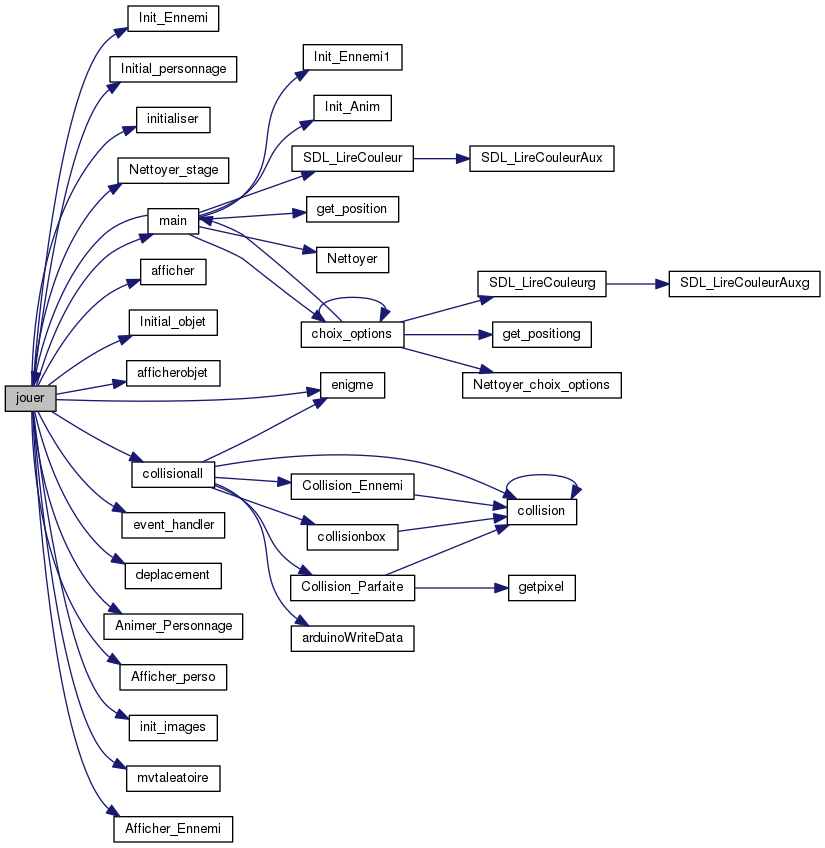 Init_Ennemi
Init_Ennemi1
Initial_personnage
Init_Anim
initialiser
SDL_LireCouleur
SDL_LireCouleurAux
Nettoyer_stage
get_position
main
Nettoyer
afficher
SDL_LireCouleurg
SDL_LireCouleurAuxg
Initial_objet
choix_options
get_positiong
afficherobjet
enigme
Nettoyer_choix_options
jouer
collisionall
Collision_Ennemi
collision
event_handler
collisionbox
deplacement
Collision_Parfaite
getpixel
Animer_Personnage
arduinoWriteData
Afficher_perso
init_images
mvtaleatoire
Afficher_Ennemi